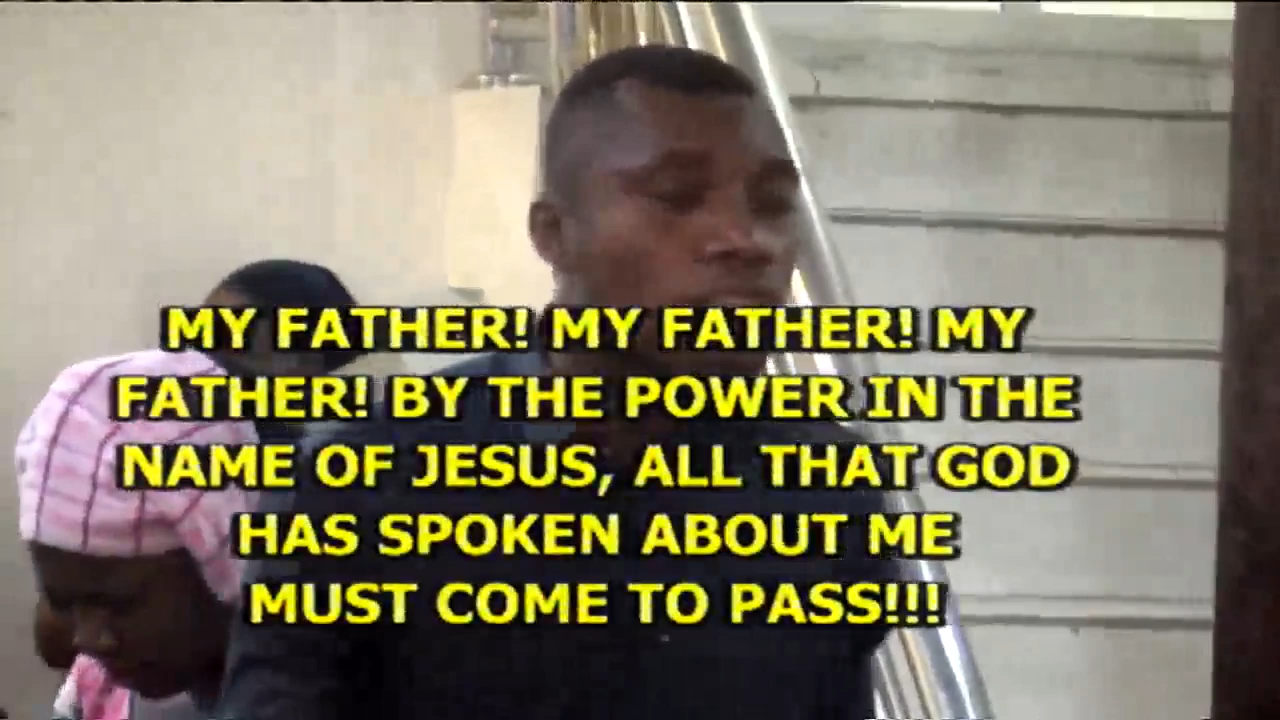 MY FATHER! MY FATHER! MY
FATHER! BY THE POWER IN THE
NAME OF JESUS, ALL THAT GOD
HAS SPOKEN ABOUT ME
MUST COME TO PASS!!!